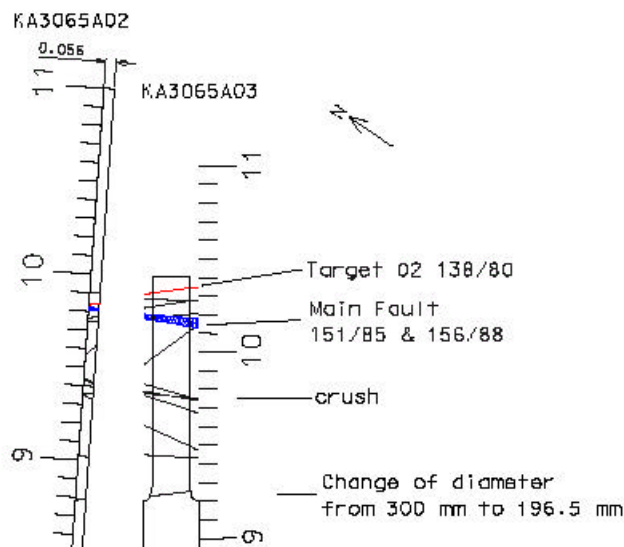 KA3065A02
0.056
11
KA3065A03
N
11
10
Target 02 138/80
Main Fault
151/85 & 156/88
10
crush
9
Change of diameter
from 300 mm to 196.5 mm
9